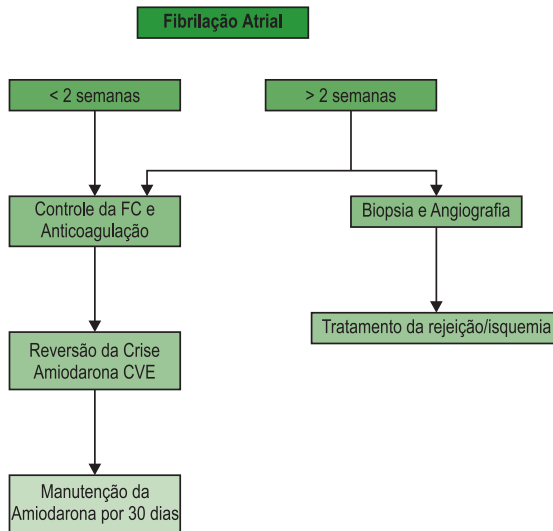 Fibrilação Atrial
< 2 semanas
> 2 semanas
Controle da FC e
Anticoagulação
Biopsia e Angiografia
Tratamento da rejeição/isquemia
Reversão da Crise
Amiodarona CVE
Manutenção da
Amiodarona por 30 dias